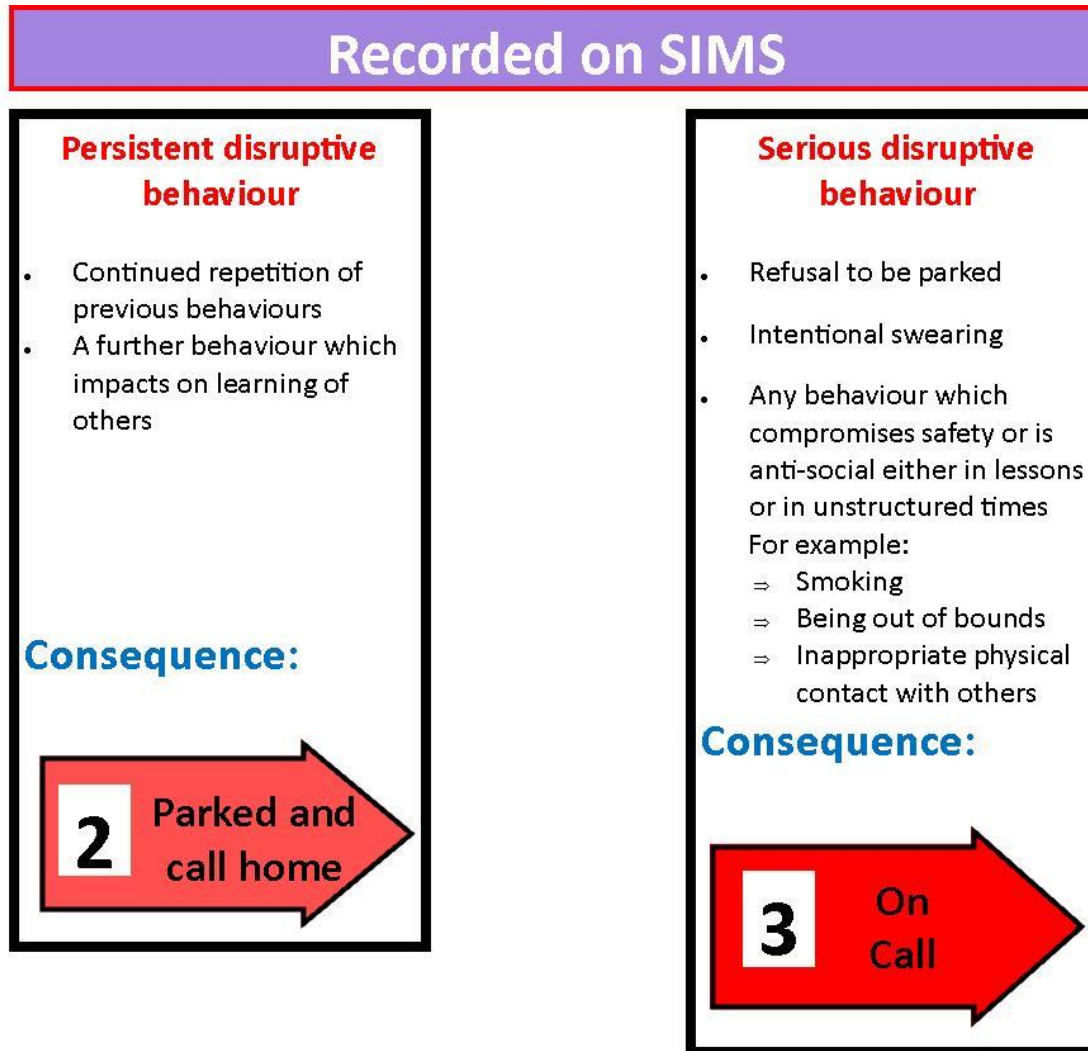 Recorded on SIMS
Persistent disruptive
behaviour
• Continued repetition of
previous behaviours
• A further behaviour which
impacts on learning of
others
Consequence:
2
Parked and
call home
Serious disruptive
behaviour
• Refusal to be parked
• Intentional swearing
• Any behaviour which
compromises safety or is
anti-social either in lessons
or in unstructured times
For example:
⇒ Smoking
⇒ Being out of bounds
⇒ Inappropriate physical
contact with others
Consequence:
3
On
Call